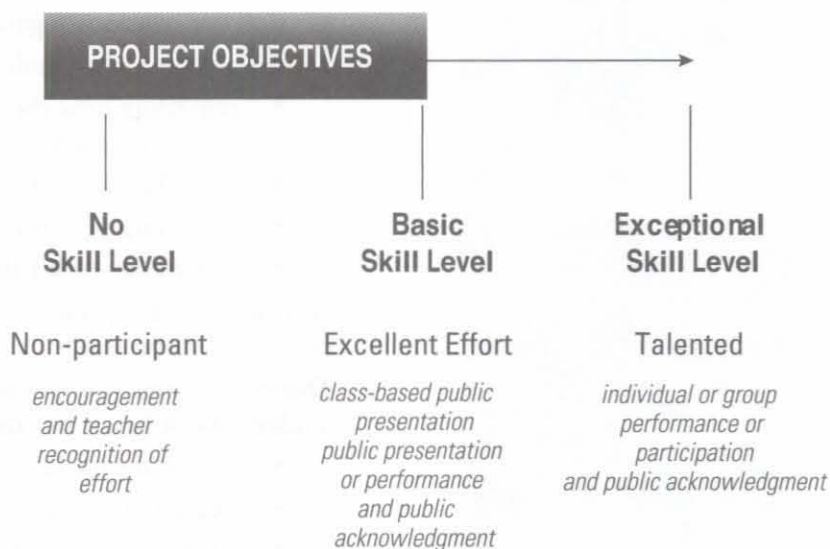 PROJECT OBJECTIVES
No
Skill Level
Non-participant
encouragement
and teacher
recognition of
effort
Basic
Skill Level
Excellent Effort
class-based public
presentation
public presentation
or performance
and public
acknowledgment
Exceptional
Skill Level
Talented
individual or group
performance or
participation
and public acknowledgment